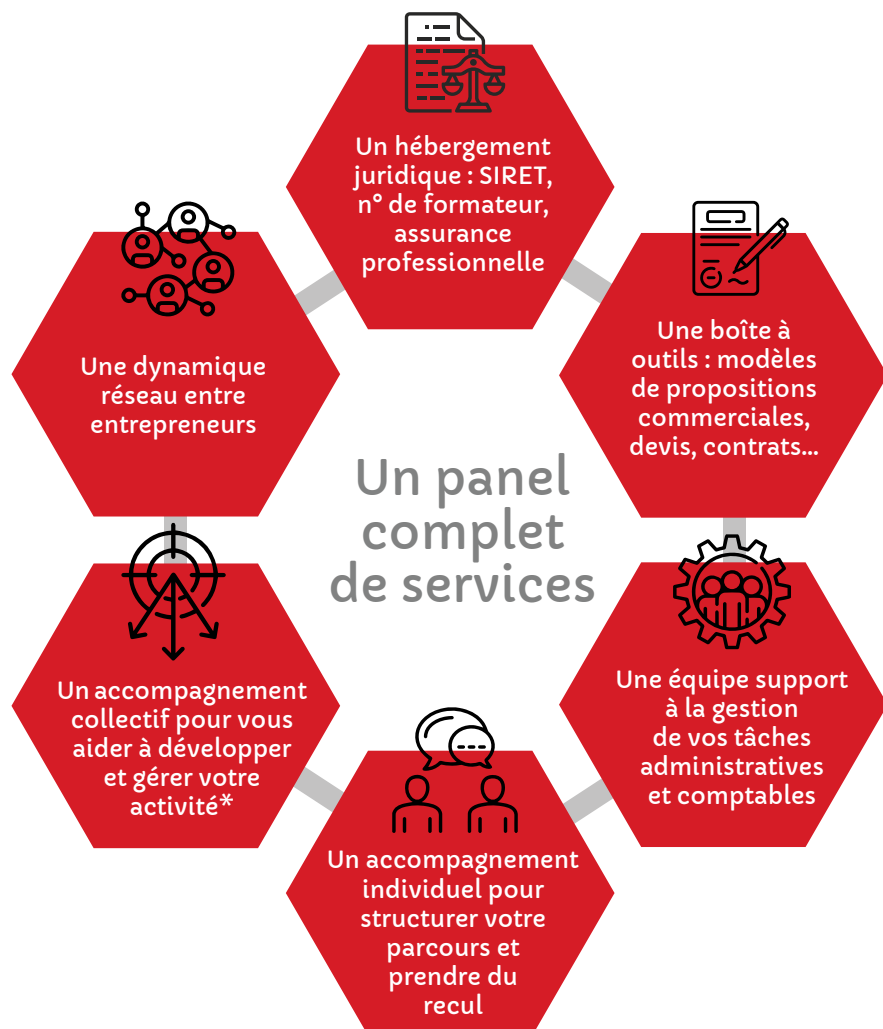 Un hébergement
juridique : SIRET,
n° de formateur,
assurance
professionnelle
Une boîte à
outils : modèles
de propositions
commerciales,
devis, contrats...
Une équipe support
à la gestion
de vos tâches
administratives
et comptables
Un accompagnement
individuel pour
structurer votre
parcours et
prendre du
recul
Un accompagnement
collectif pour vous
aider à développer
et gérer votre
activité*
Une dynamique
réseau entre
entrepreneurs
Un panel
complet
de services